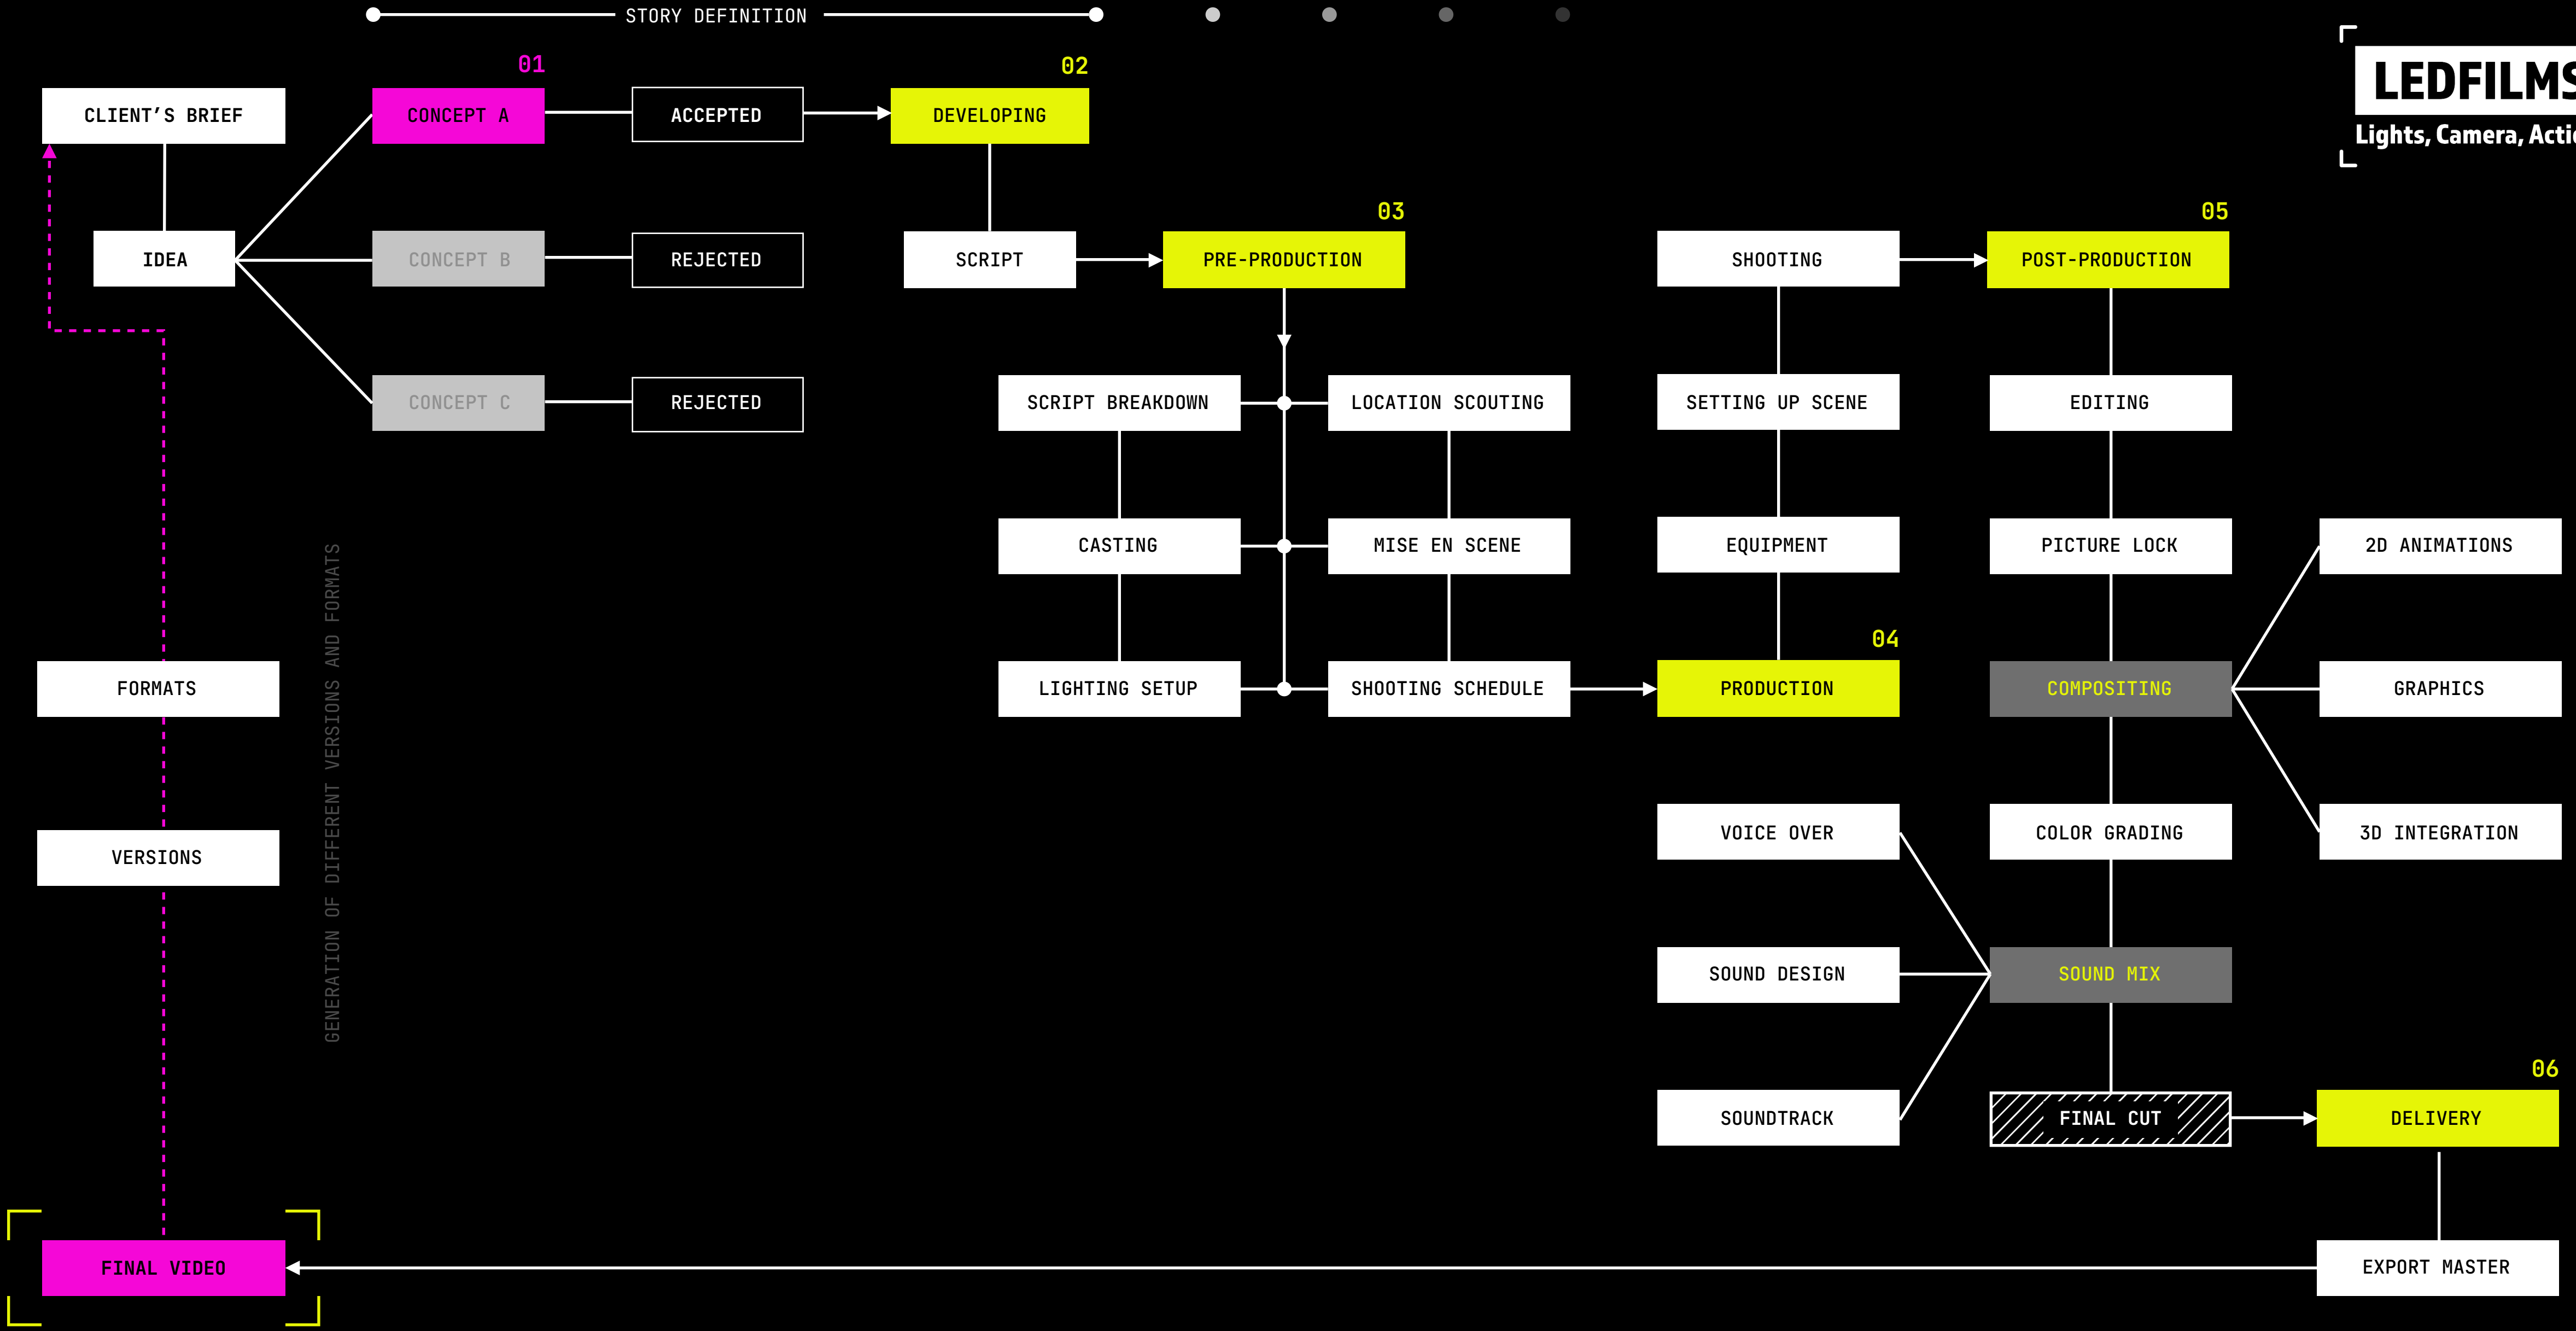 STORY DEFINITION
01
02
LEDFILMS
Lights, Camera,
CLIENT’S BRIEF
CONCEPT A
ACCEPTED
DEVELOPING
03
05
IDEA
CONCEPT B
REJECTED
SCRIPT
PRE-PRODUCTION
SHOOTING
POST-PRODUCTION
CONCEPT C
REJECTED
SCRIPT BREAKDOWN
LOCATION SCOUTING
SETTING UP SCENE
EDITING
CASTING
MISE EN SCENE
EQUIPMENT
PICTURE LOCK
2D ANIMATIONS
04
FORMATS
GENERATION OF DIFFERENT VERSIONS AND FORMATS
LIGHTING SETUP
SHOOTING SCHEDULE
PRODUCTION
COMPOSITING
GRAPHICS
VERSIONS
VOICE OVER
COLOR GRADING
3D INTEGRATION
SOUND DESIGN
SOUND MIX
06
SOUNDTRACK
FINAL CUT
DELIVERY
FINAL VIDEO
EXPORT MASTER